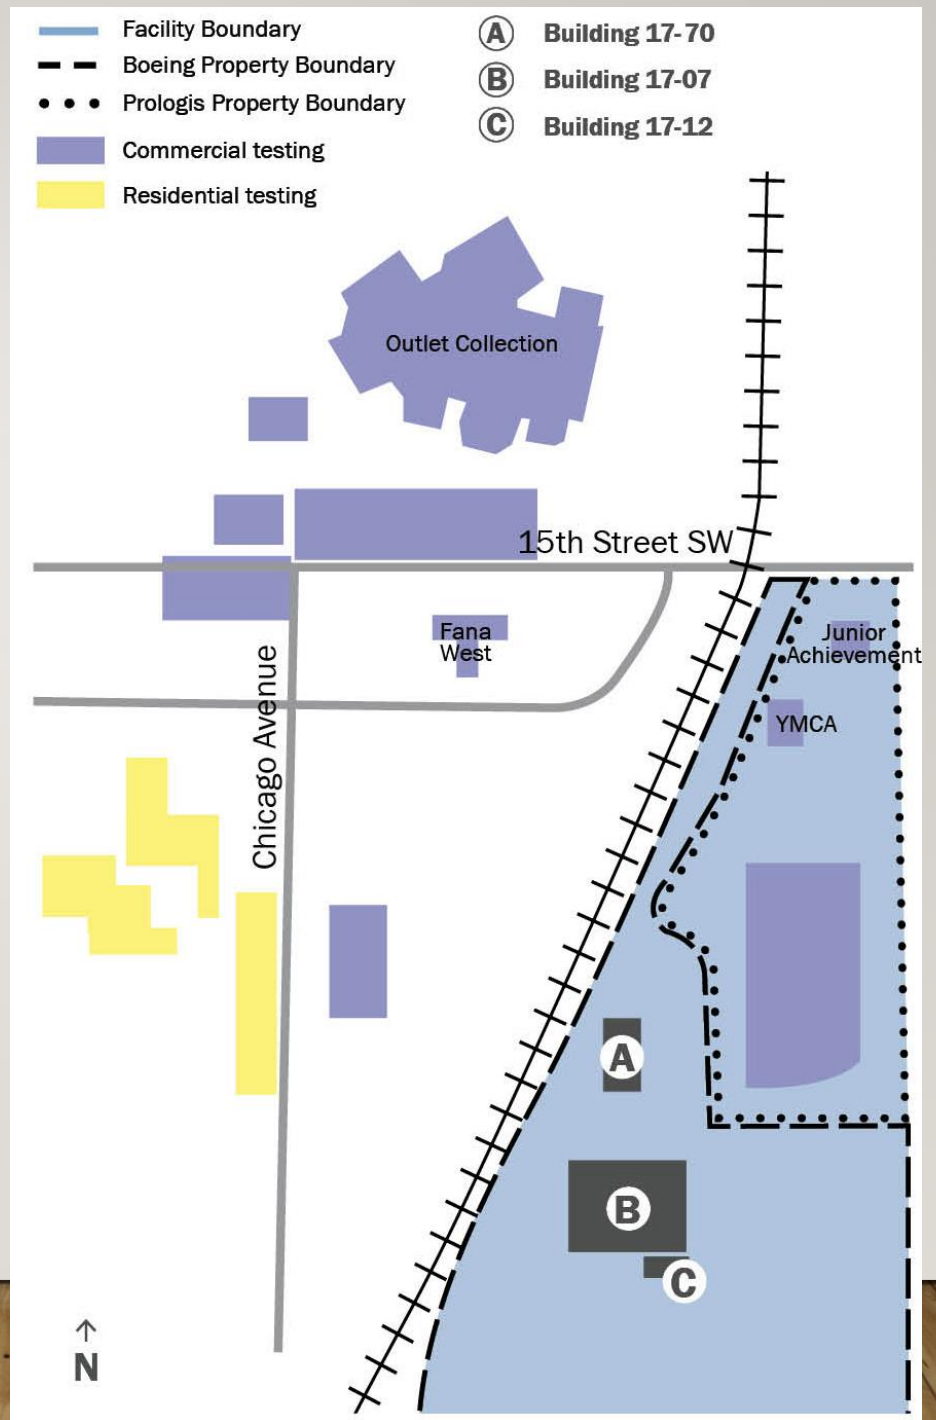 Facility Boundary
Boeing Property Boundary
Prologis Property Boundary
Commercial testing
Residential testing
A Building 17-70
B Building 17-07
C Building 17-12
Outlet Collection
15th Street SW
Fana
West
Junior
Achievement
YMCA
Chicago Avenue
A
B
C
N